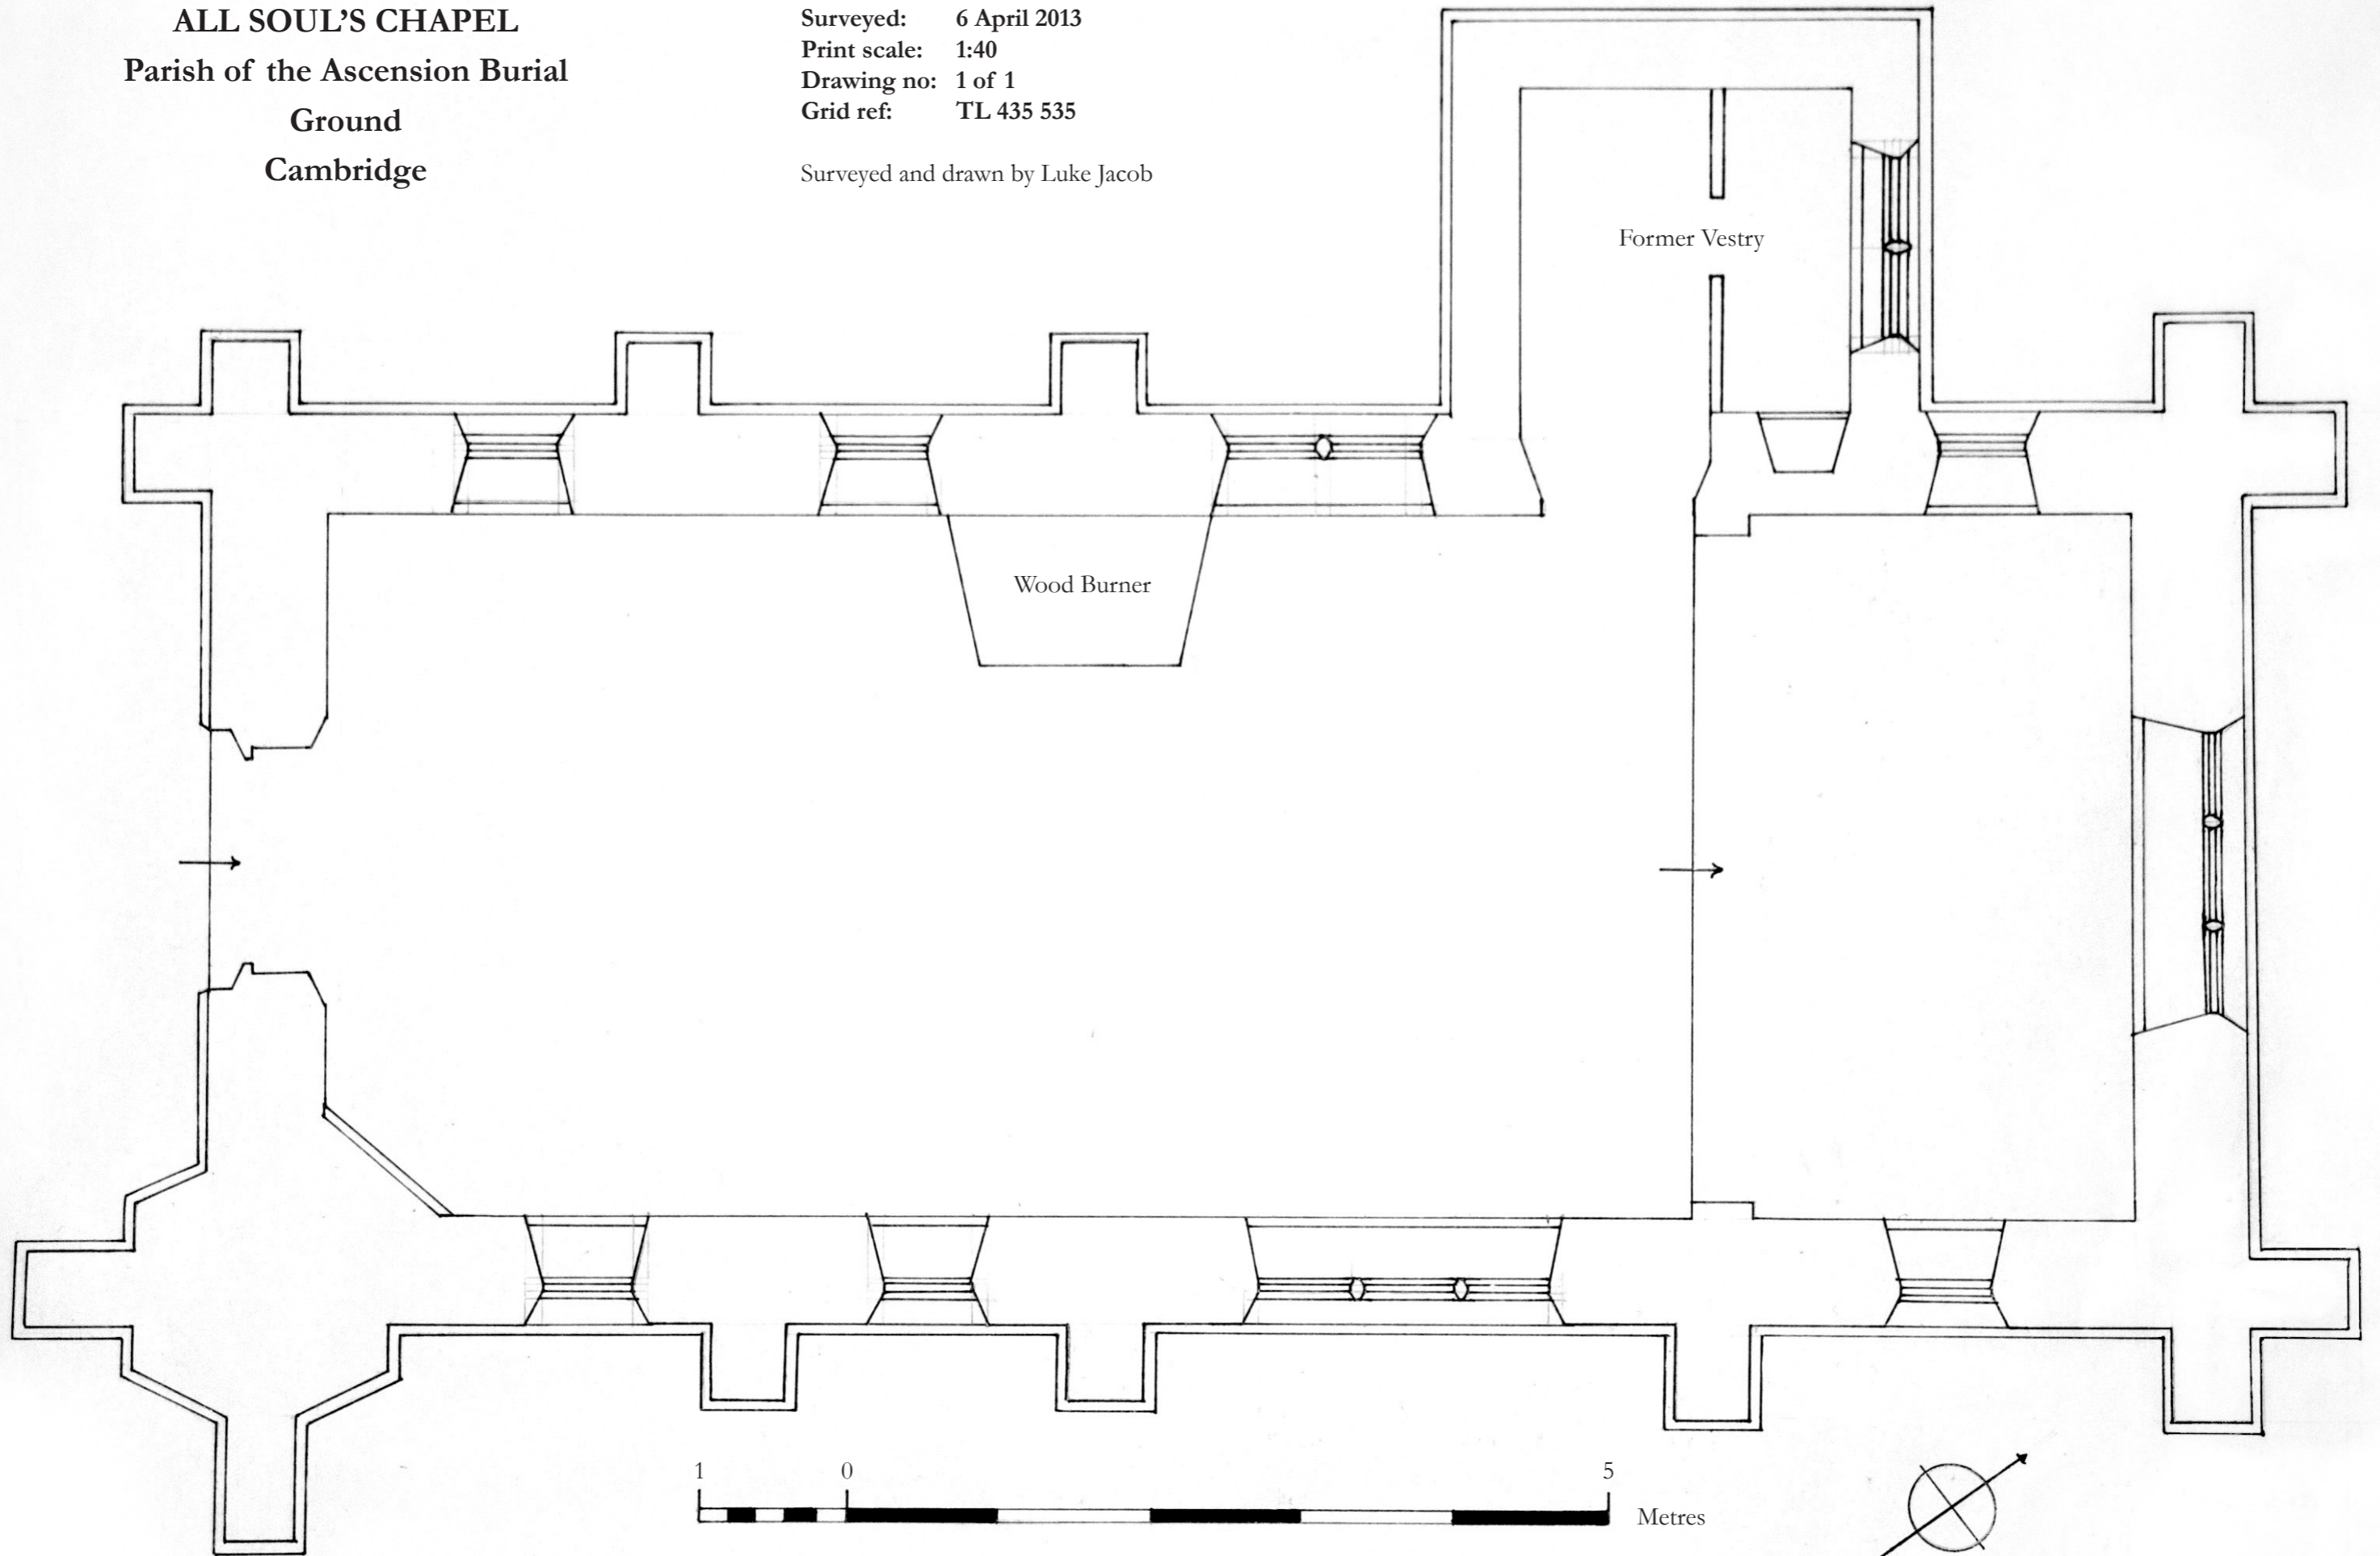 ALL SOUL’S CHAPEL
Parish of the Ascension Burial
Ground
Cambridge
Surveyed: 6 April 2013
Print scale: 1:40
Drawing no: 1 of 1
Grid ref: TL 435 535
Surveyed and drawn by Luke Jacob
Former Vestry
Wood Burner
1 0 5
Metres